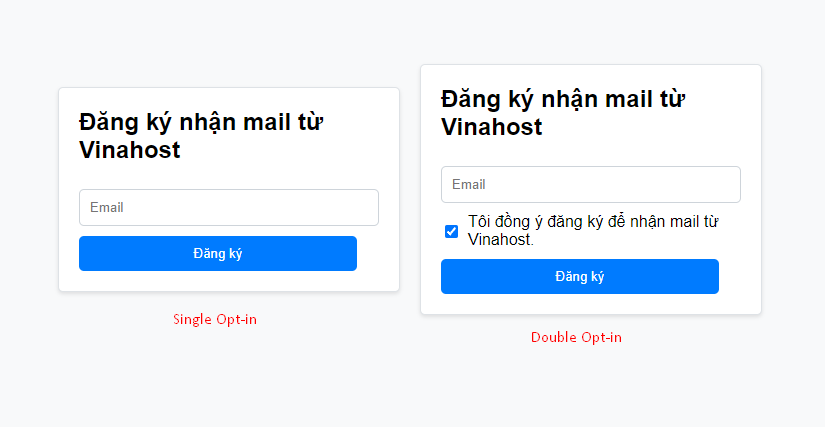 Đăng ký nhận mail từ
Vinahost
Email
Đăng ký
Single Opt-in
Đăng ký nhận mail từ
Vinahost
Email
Tôi đồng ý đăng ký để nhận mail từ
Vinahost.
Đăng ký
Double Opt-in